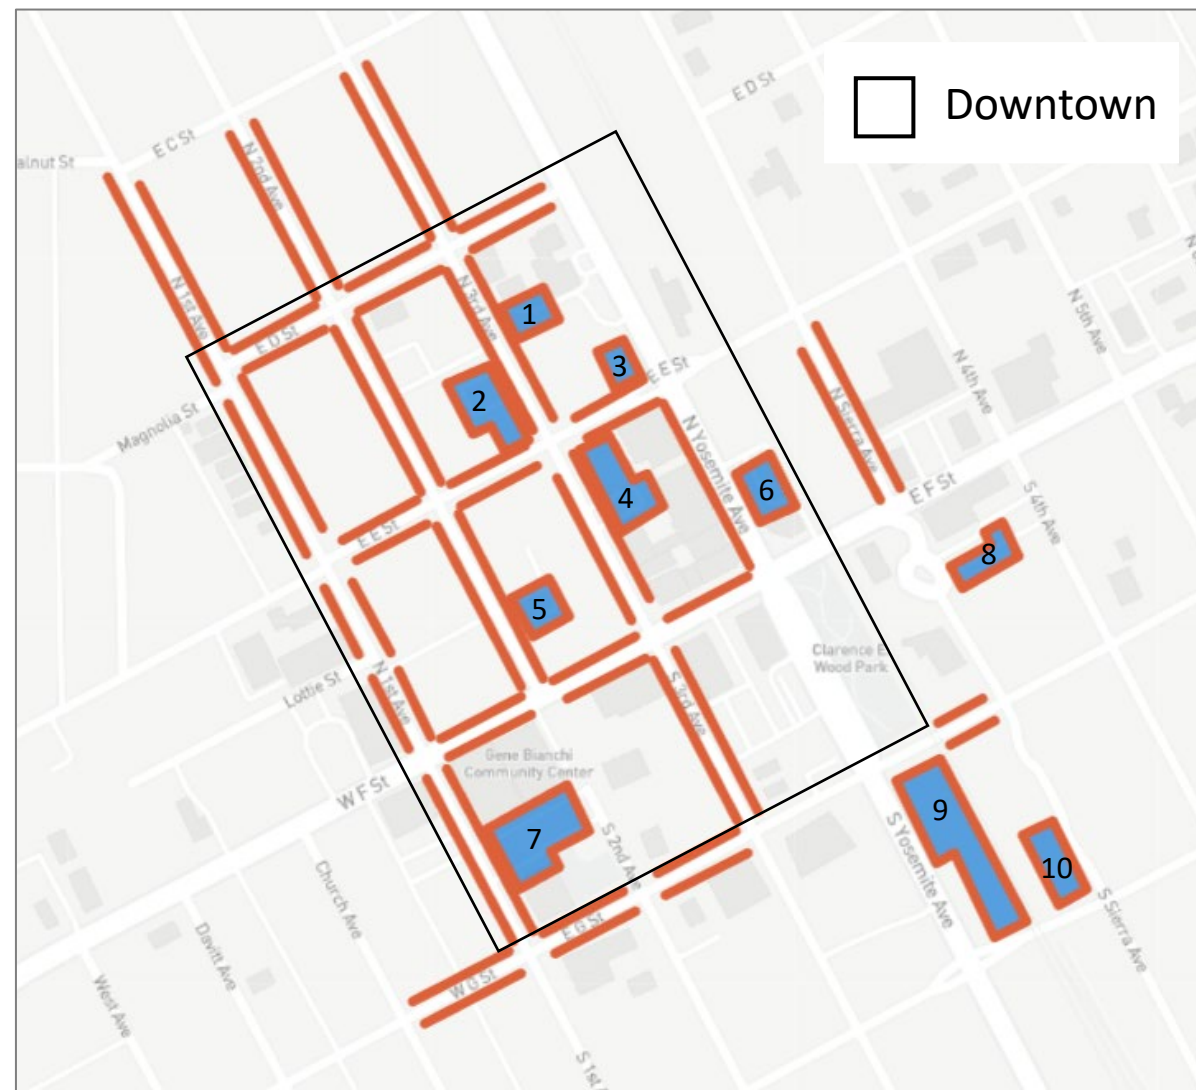 Downtown
E D St
E C St
alnut St
N 2nd Ave
N 1st Ave
N 3rd Ave
1
E D St
N 5th Ave
3
E E St
N 4th Ave
Magnolia St
2
N Sierra Ave
N Yosemite Ave
4
6
E F St
S 4th Ave
E E St
8
5
Clarence E
Wood Park
Lottie St
N 1st Ave
S 3rd Ave
Gene Bianchi
Community Center
W F St
7
9
S 2nd Ave
S Yosemite Ave
10
Church Ave
S Sierra Ave
E G St
Davitt Ave
W G St
West Ave
S 1st A